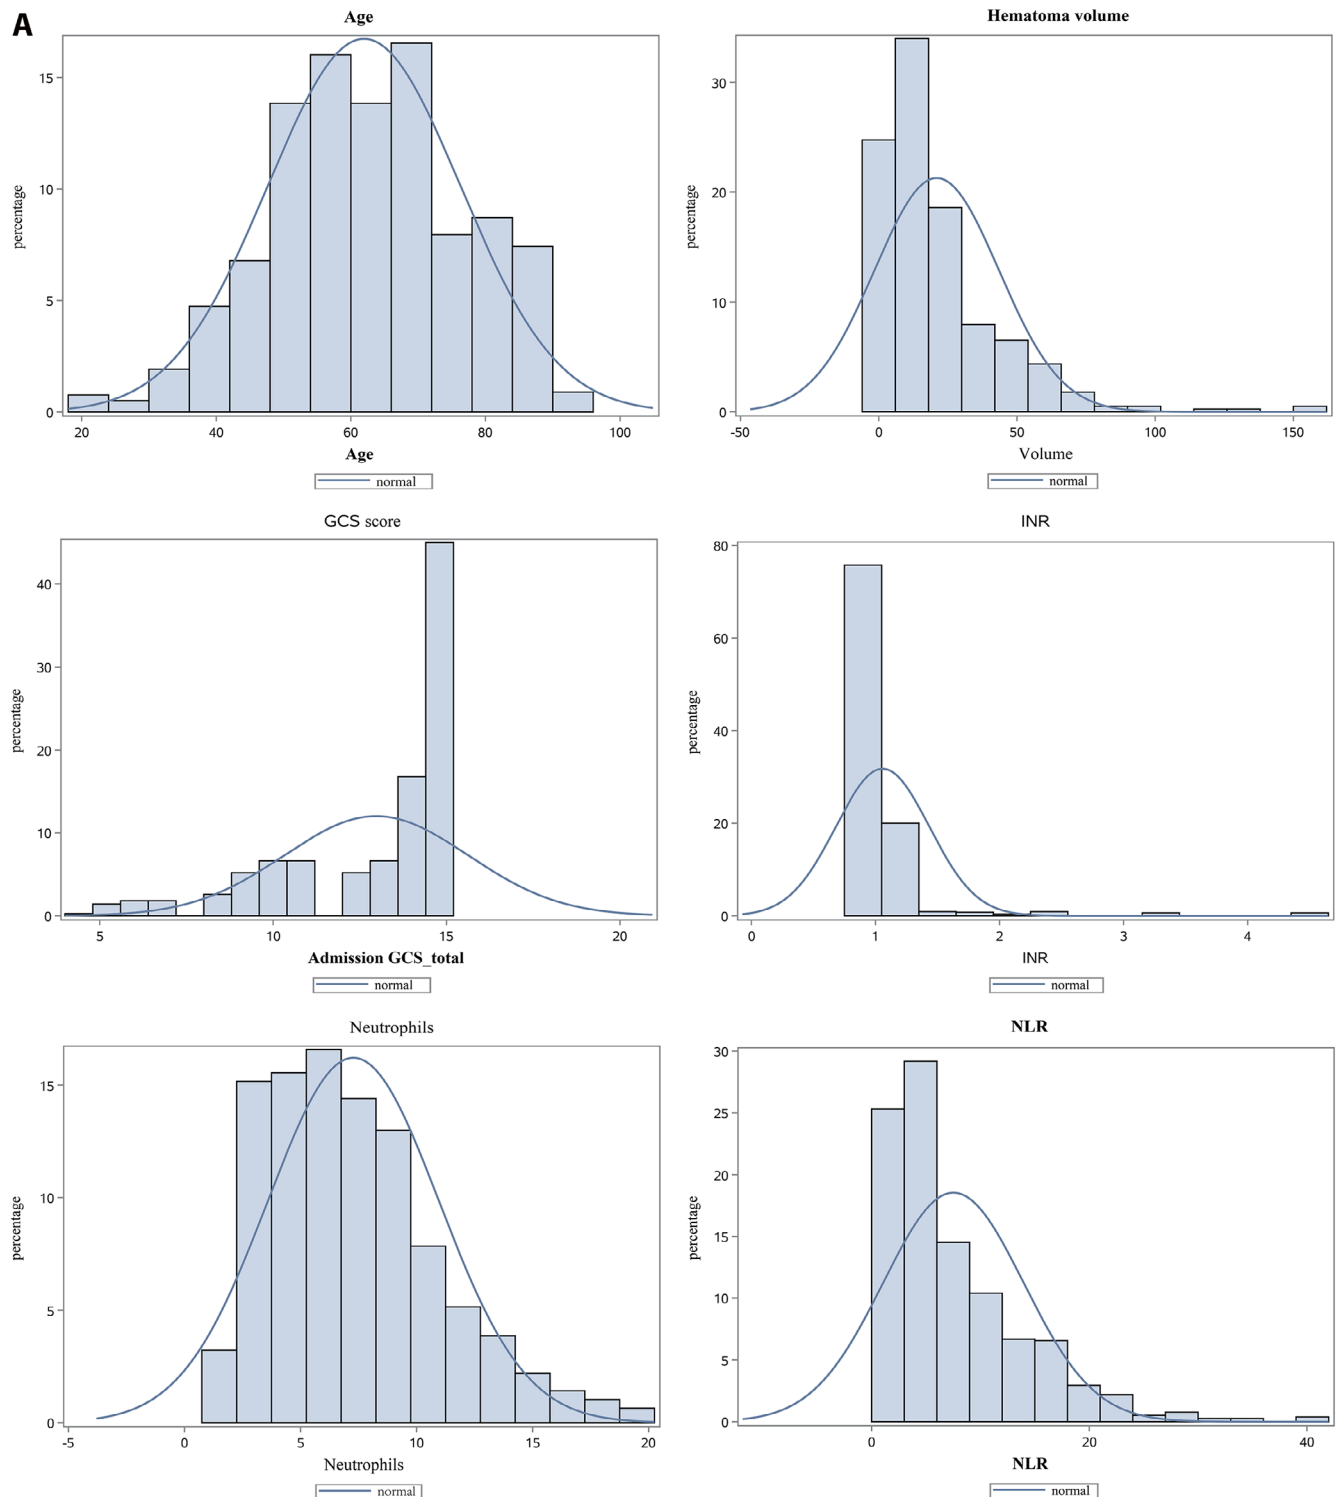 A
Age
Hematoma volume
percentage
15
10
5
0
20 40 60 80 100
Age
normal
percentage
30
20
10
0
-50 0 50 100 150
Volume
normal
GCS score
INR
percentage
40
30
20
10
0
5 10 15 20
Admission GCS_total
normal
percentage
80
60
40
20
0
0 1 2 3 4
INR
normal
Neutrophils
NLR
percentage
15
10
5
0
-5 0 5 10 15 20
Neutrophils
normal
percentage
30
25
20
15
10
5
0
0 20 40
NLR
normal